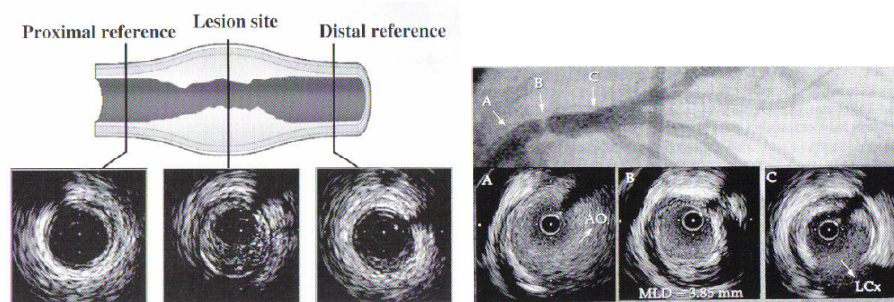 Lesion site
Proximal reference
Distal reference
A
B
C
A
AO
B
MLD = 3.85 mm
C
LCx